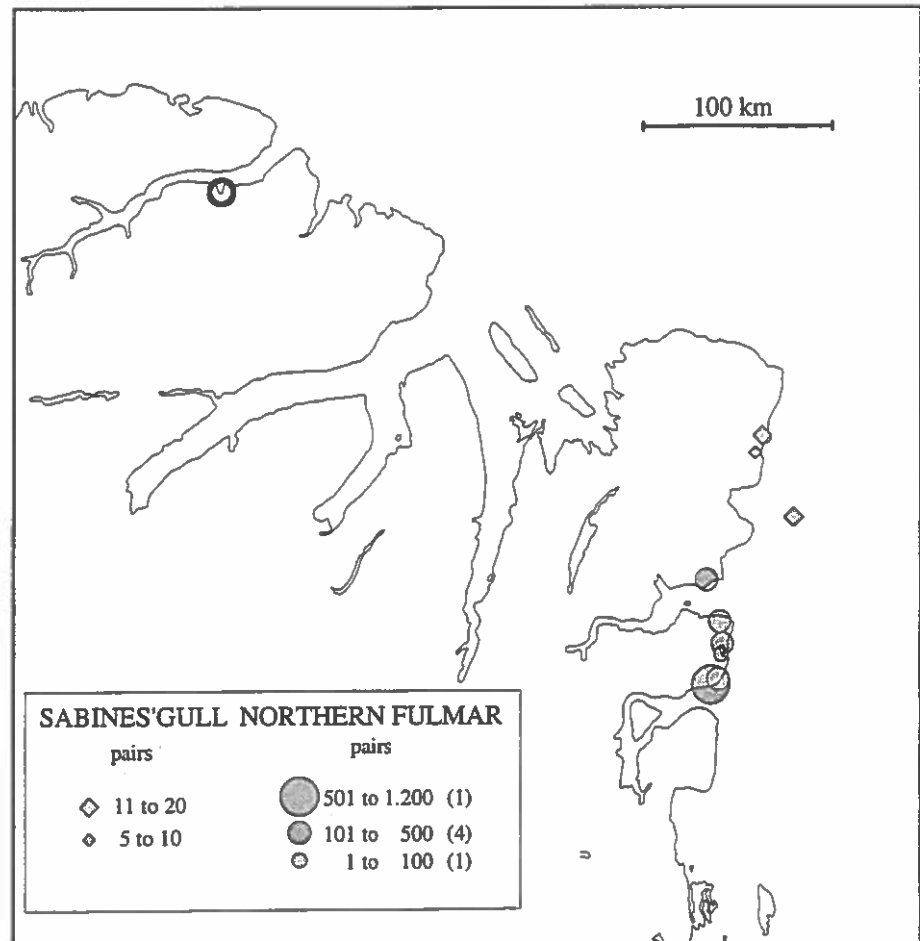 100 km
SABINES'GULL NORTHERN FULMAR
pairs pairs
11 to 20
5 to 10
501 to 1.200 (1)
101 to 500 (4)
1 to 100 (1)